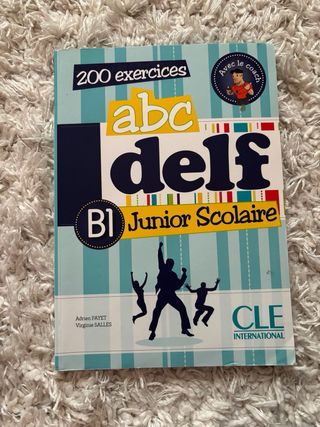 200 exercices
Avec le coach
abc
delf
B1 Junior Scolaire
Adrien PAYET
Virginie SALLES
CLE
INTERNATIONAL